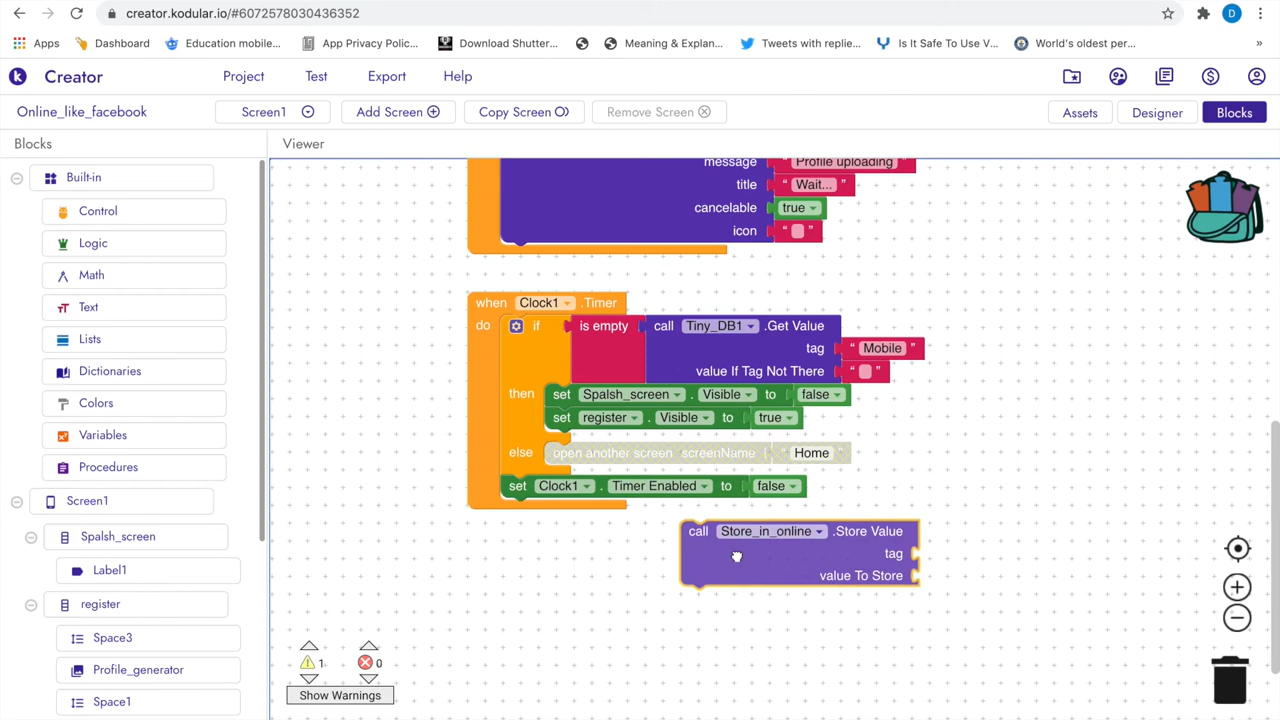 creator.kodular.io/#6072578030436352
D
Apps Dashboard Education mobile... App Privacy Polic... Download Shutter... Meaning & Explan... Tweets with replie... Is It Safe To Use V... World's oldest per... »
Creator Project Test Export Help
Online_like_facebook Screen1 Add Screen Copy Screen Remove Screen Assets Designer Blocks
Blocks Viewer
Built-in
Control
Logic
Math
Text
Lists
Dictionaries
Colors
Variables
Procedures
Screen1
Spalsh_screen
Label1
register
Space3
Profile_generator
Space1
message “ Profile uploading ”
title “ Wait... ”
cancelable true
icon “ ”
when Clock1 .Timer
do if is empty call Tiny_DB1 .Get Value
tag “ Mobile ”
value If Tag Not There “ ”
then set Spalsh_screen . Visible to false
set register . Visible to true
else open another screen screenName “ Home ”
set Clock1 . Timer Enabled to false
call Store_in_online .Store Value
tag
value To Store
1 0
Show Warnings